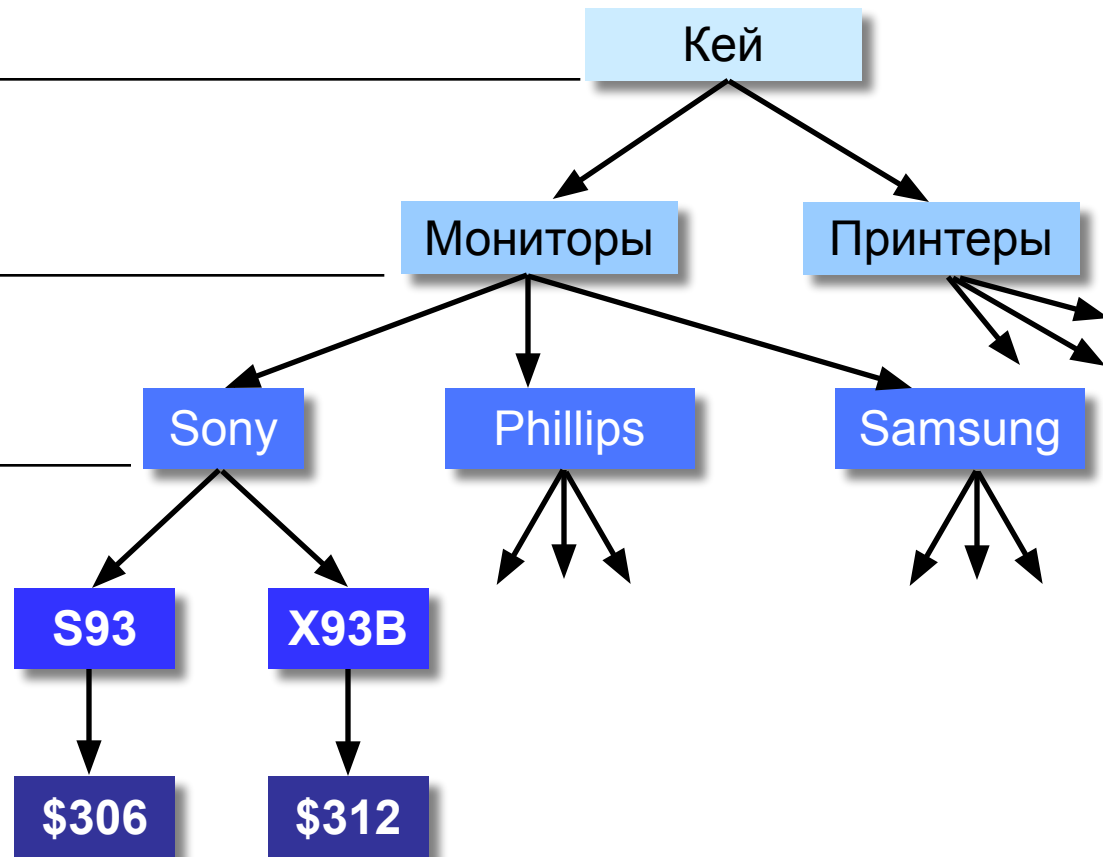 Кей
Мониторы
Принтеры
Sony
Phillips
Samsung
S93
X93B
$306
$312